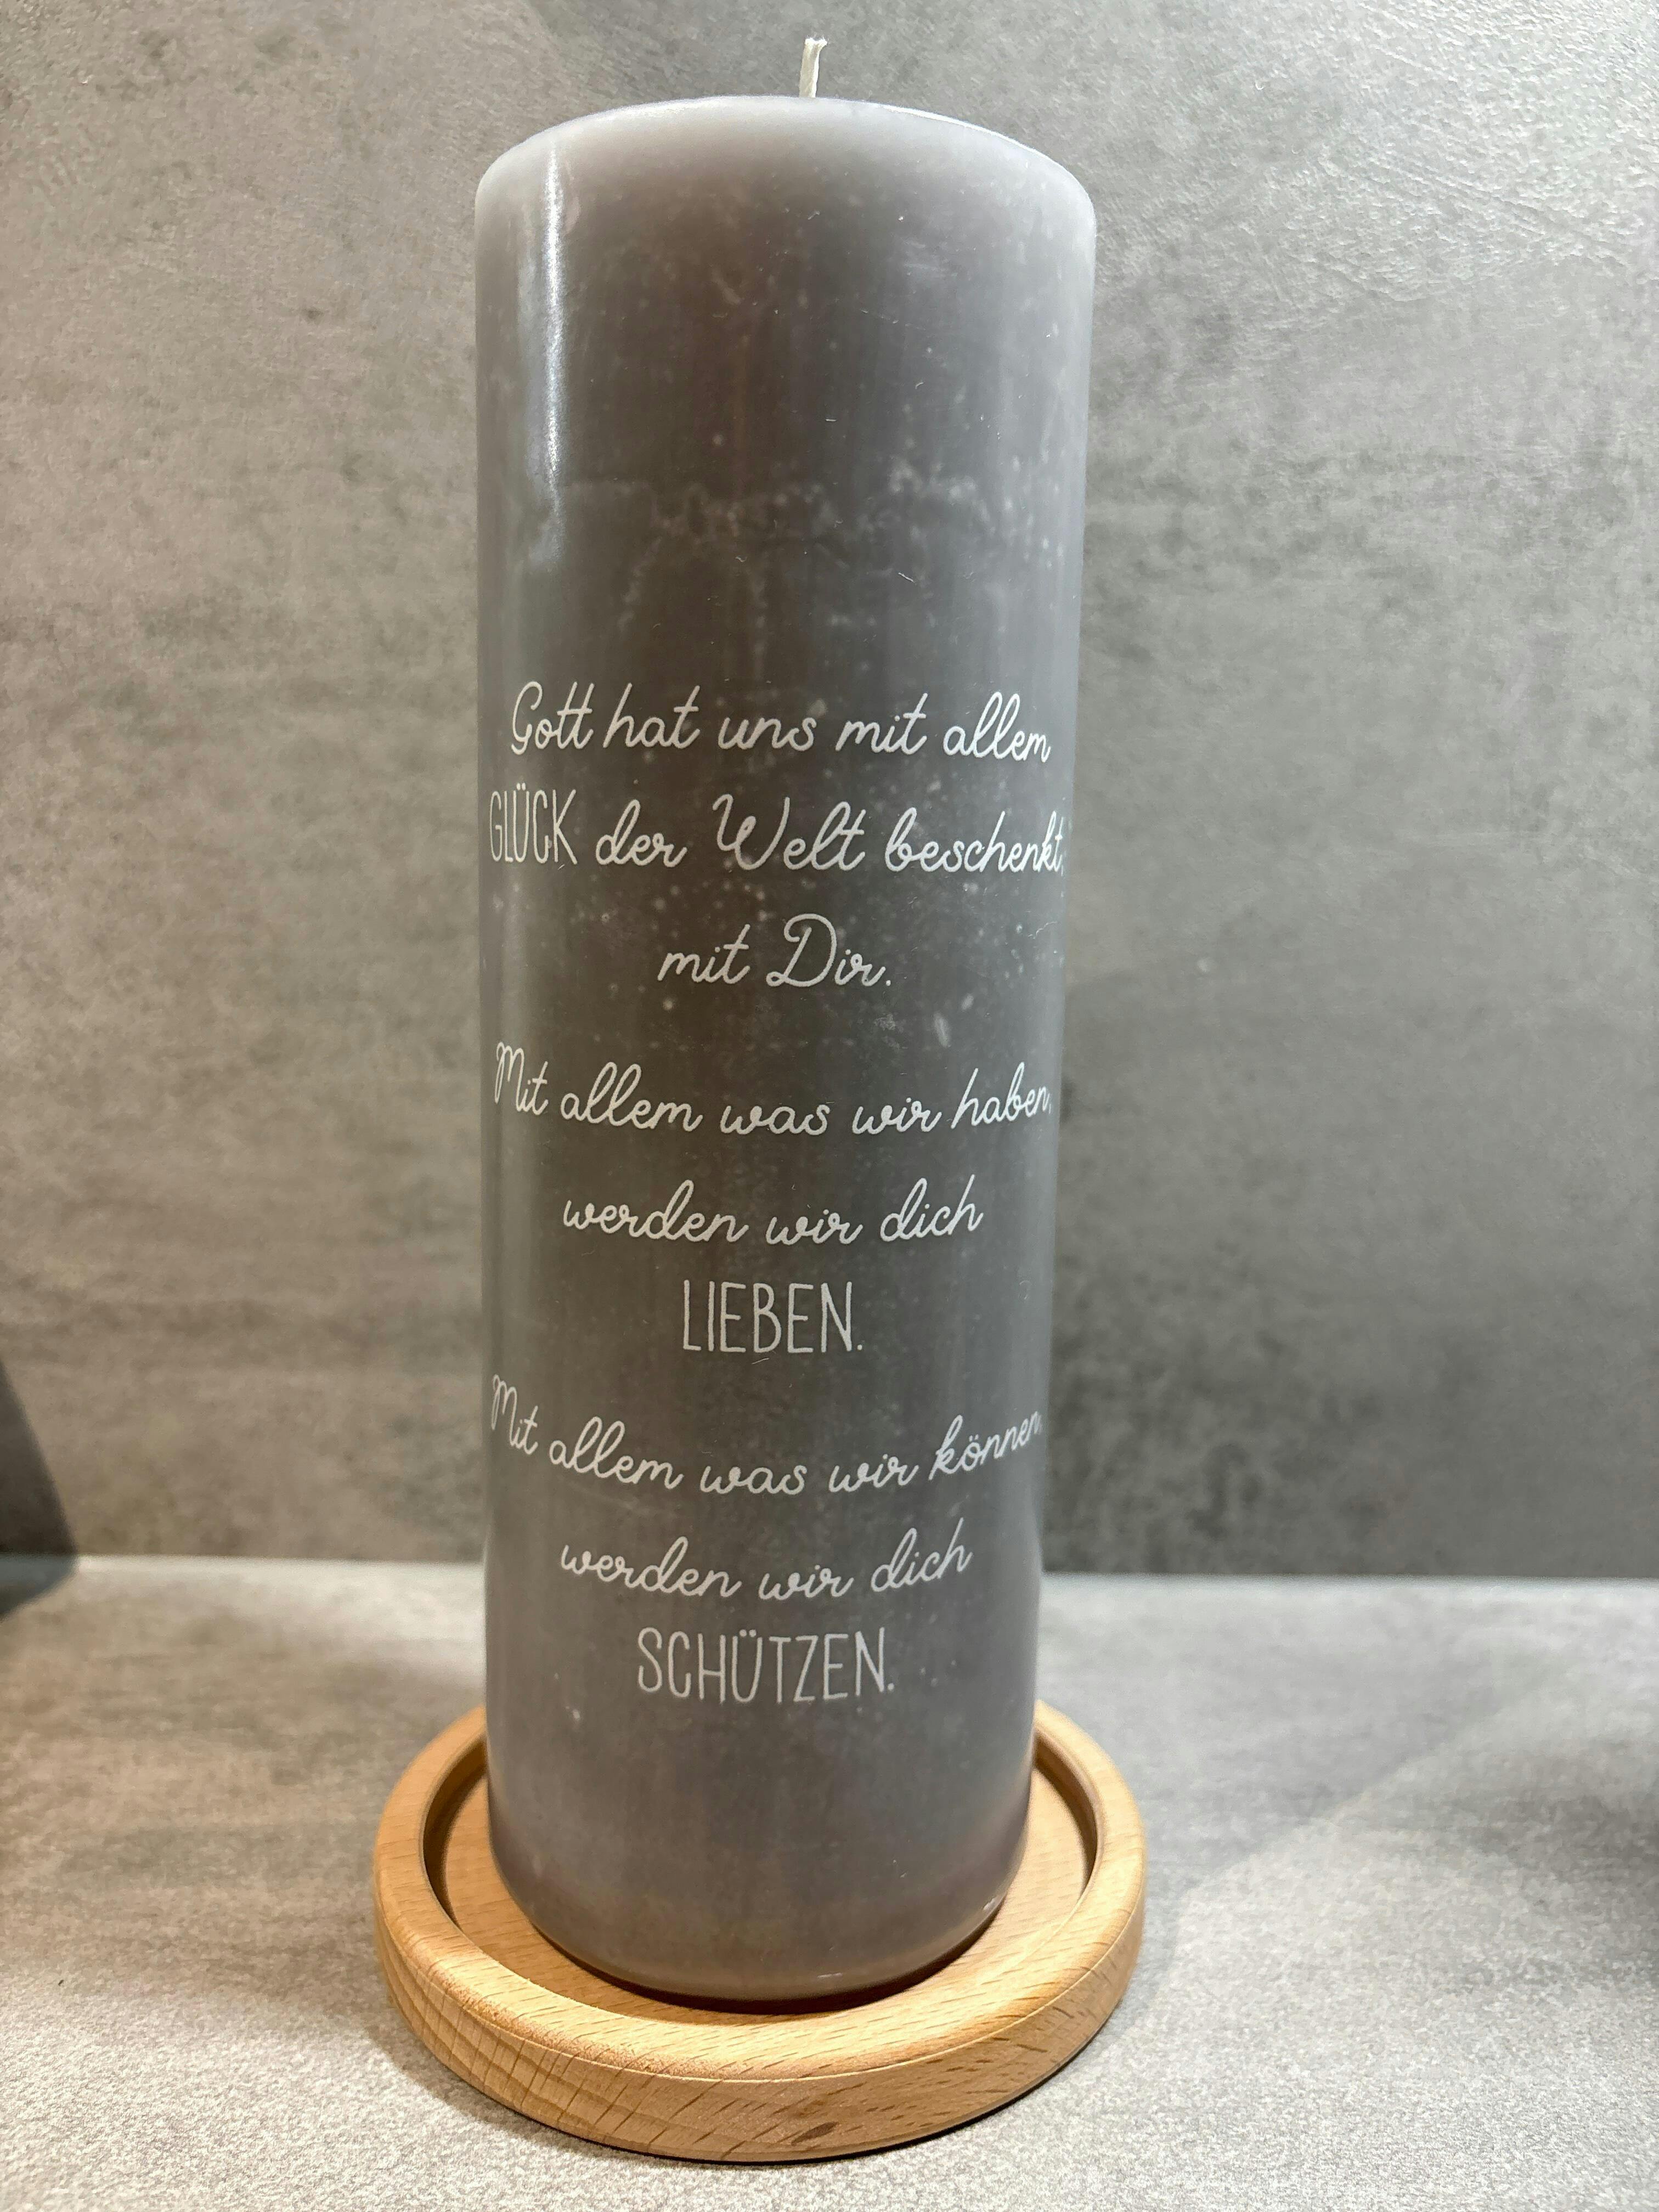 Gott hat uns mit allem
GLÜCK der Welt beschenkt,
mit Dir.
Mit allem was wir haben,
werden wir dich
LIEBEN.
Mit allem was wir können,
werden wir dich
SCHÜTZEN.